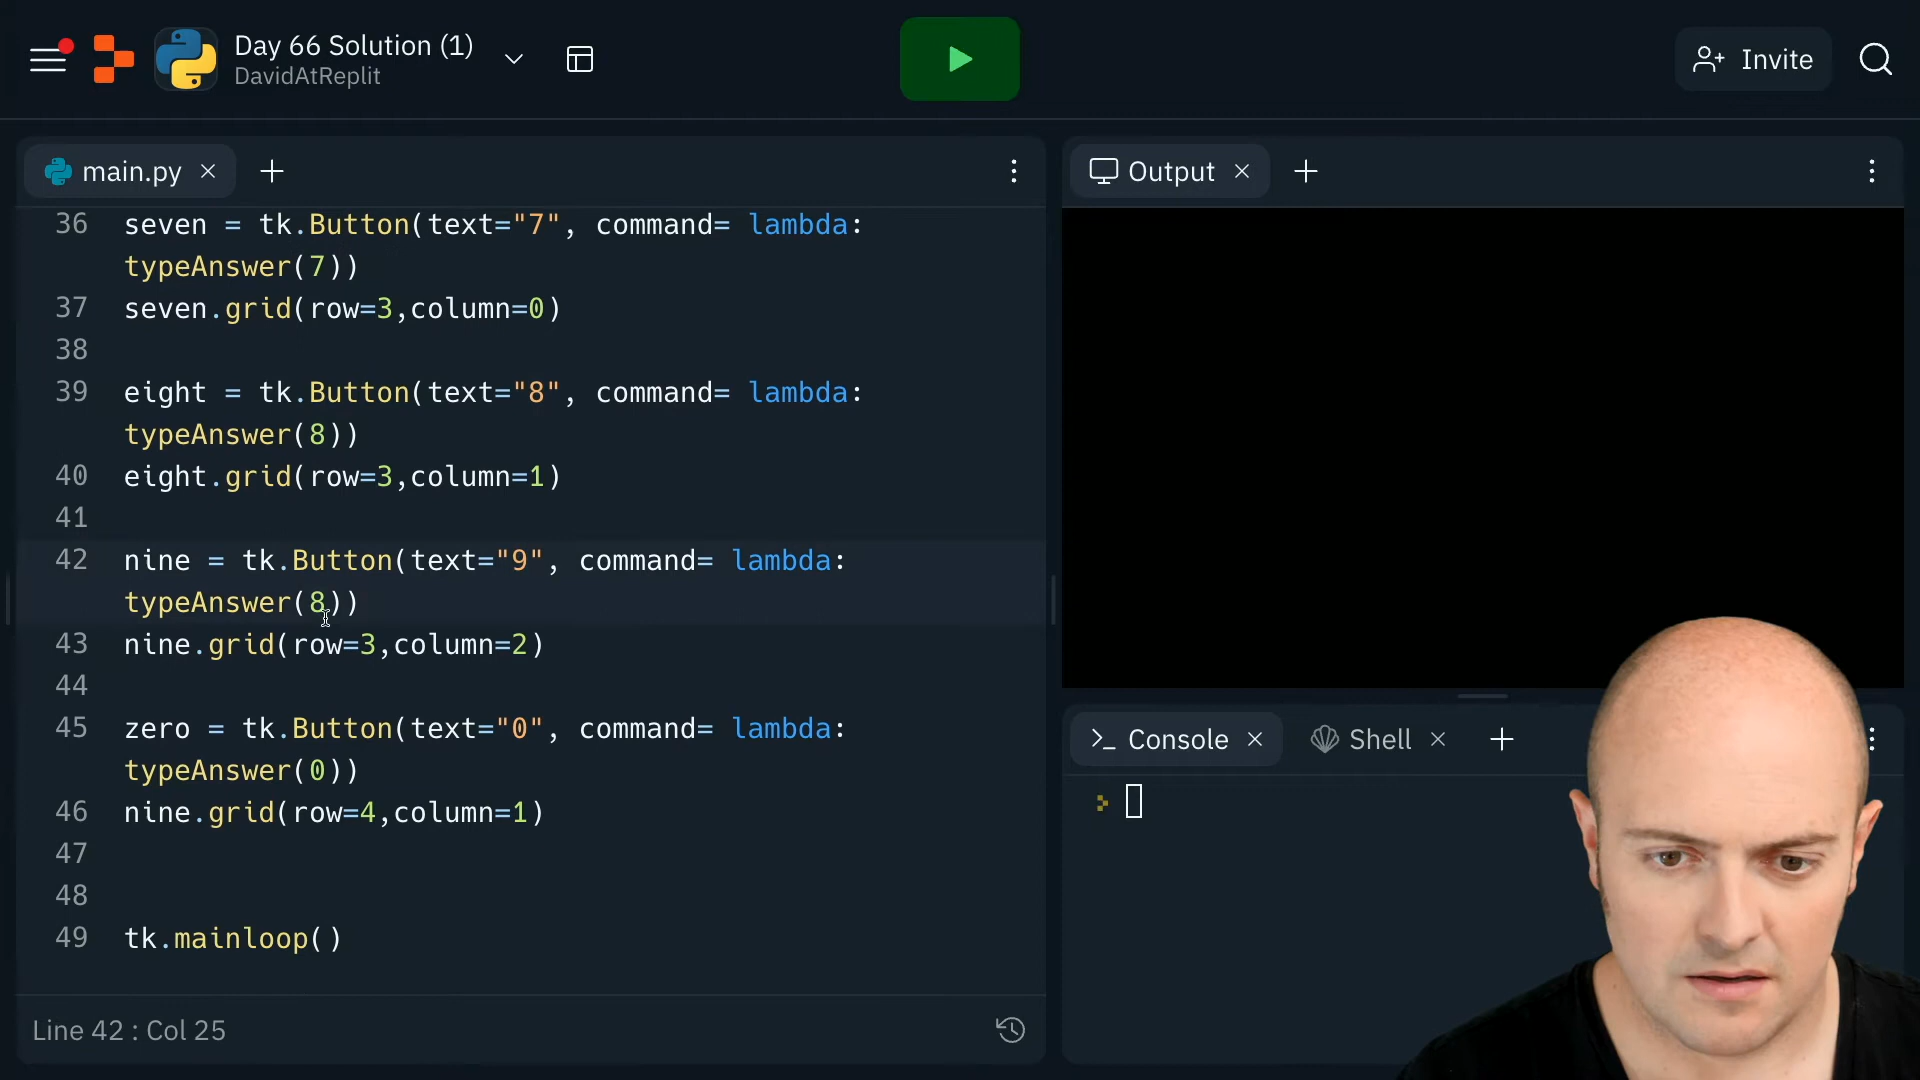 Day 66 Solution (1)
DavidAtReplit
Invite
main.py
36 seven = tk.Button(text="7", command= lambda:
typeAnswer(7))
37 seven.grid(row=3,column=0)
38
39 eight = tk.Button(text="8", command= lambda:
typeAnswer(8))
40 eight.grid(row=3,column=1)
41
42 nine = tk.Button(text="9", command= lambda:
typeAnswer(8))
43 nine.grid(row=3,column=2)
44
45 zero = tk.Button(text="0", command= lambda:
typeAnswer(0))
46 nine.grid(row=4,column=1)
47
48
49 tk.mainloop()
Line 42 : Col 25
Output
Console
Shell